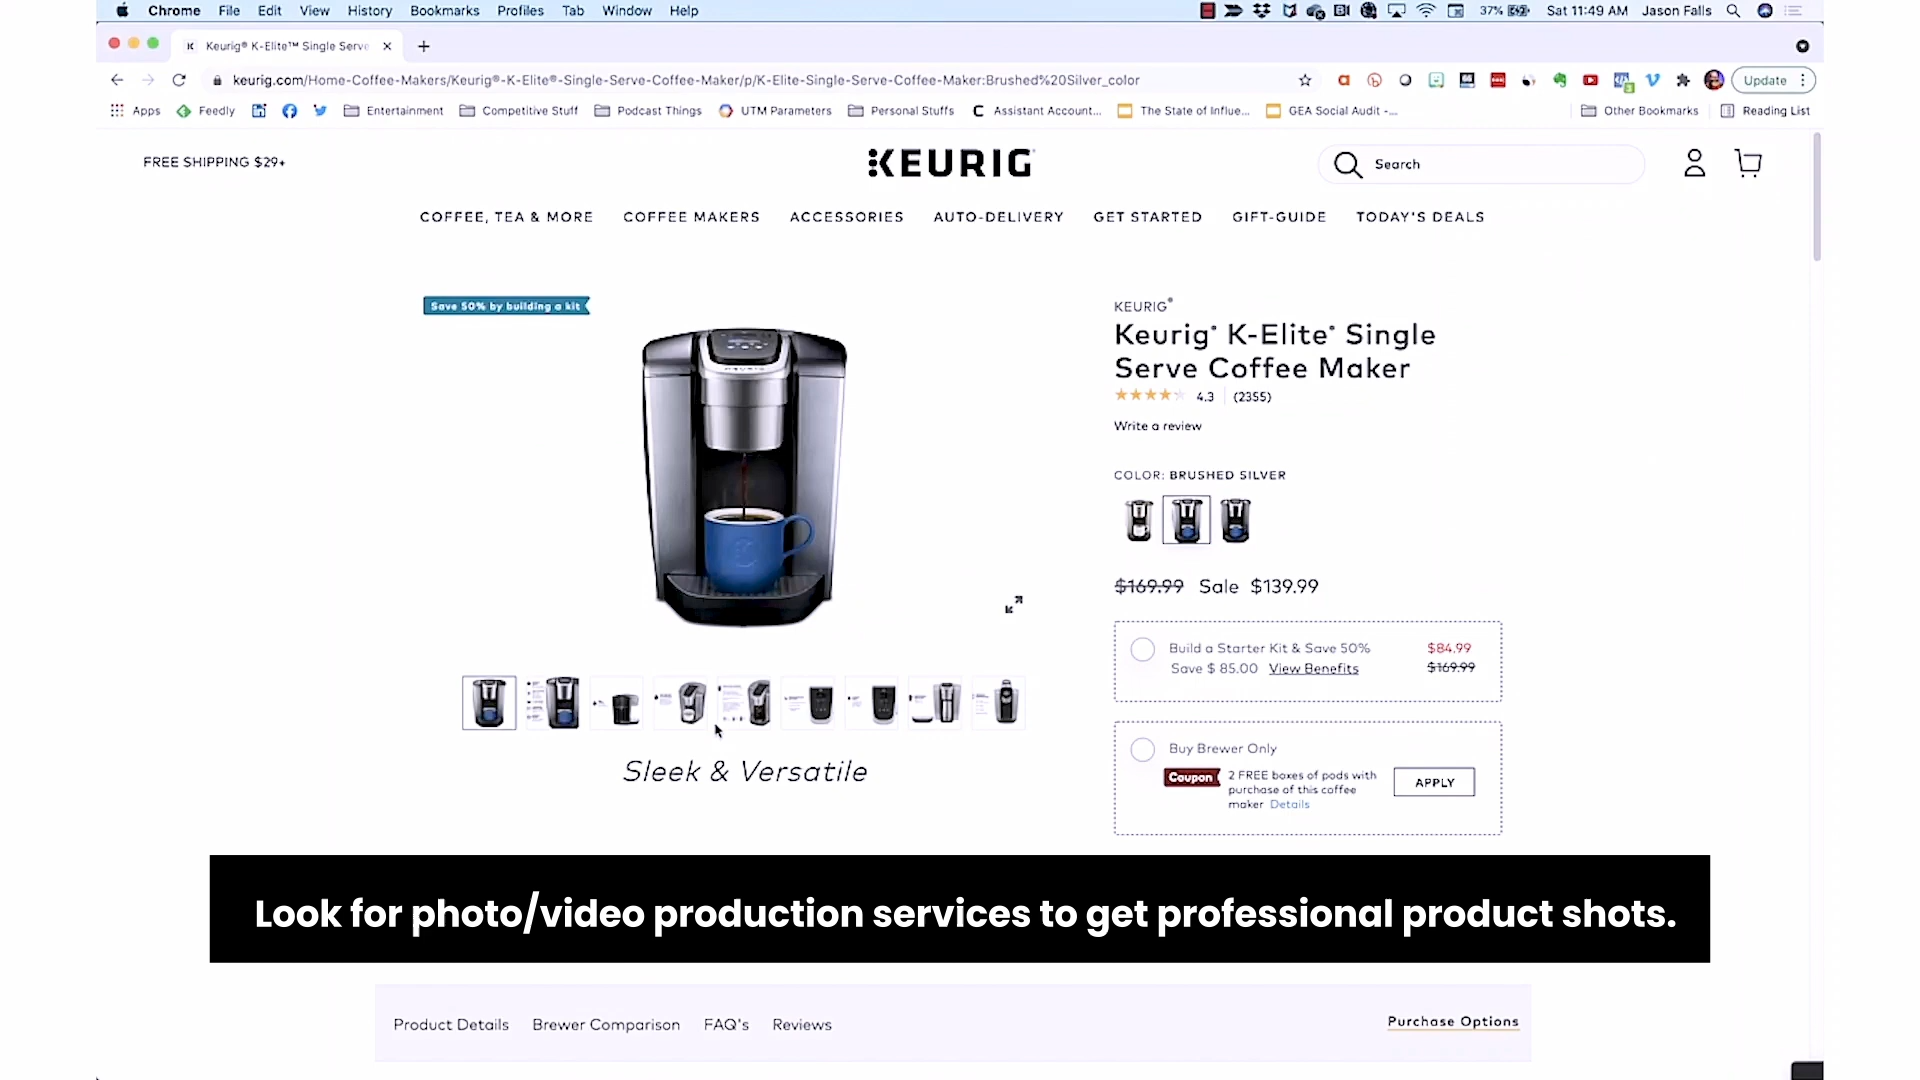 Chrome File Edit View History Bookmarks Profiles Tab Window Help
37% Sat 11:49 AM Jason Falls
Keurig® K-Elite™ Single Serve
keurig.com/Home-Coffee-Makers/Keurig®-K-Elite®-Single-Serve-Coffee-Maker/p/K-Elite-Single-Serve-Coffee-Maker:Brushed%20Silver_color
Update
Apps Feedly Entertainment Competitive Stuff Podcast Things UTM Parameters Personal Stuffs Assistant Account... The State of Influe... GEA Social Audit -... Other Bookmarks Reading List
FREE SHIPPING $29+
KEURIG
Search
COFFEE, TEA & MORE COFFEE MAKERS ACCESSORIES AUTO-DELIVERY GET STARTED GIFT-GUIDE TODAY'S DEALS
Save 50% by building a kit
KEURIG®
Keurig® K-Elite® Single
Serve Coffee Maker
4.3 (2355)
Write a review
COLOR: BRUSHED SILVER
$169.99 Sale $139.99
Build a Starter Kit & Save 50% $84.99
Save $ 85.00 View Benefits $169.99
Buy Brewer Only
Coupon 2 FREE boxes of pods with
purchase of this coffee
maker Details
APPLY
Sleek & Versatile
Look for photo/video production services to get professional product shots.
Product Details Brewer Comparison FAQ's Reviews Purchase Options